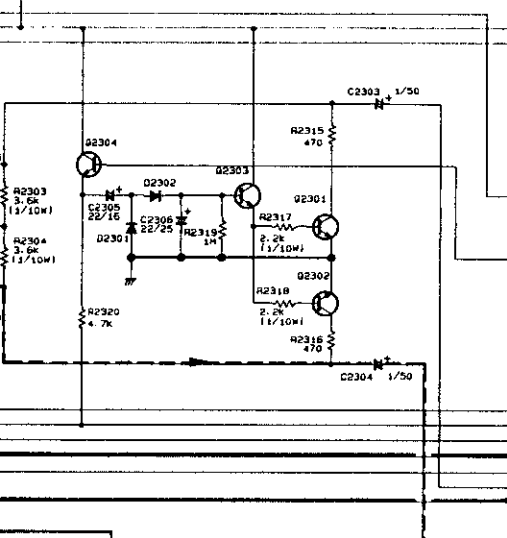 C2303 + 1/50
R2315
470
Q2304
Q2303
D2302
R2303
3.6k
(1/10W)
C2305
22/16
+
C2306
22/25
+
R2319
1M
D2301
R2317
2.2k
(1/10W)
Q2301
R2304
3.6k
(1/10W)
Q2302
R2318
2.2k
(1/10W)
R2320
4.7k
R2316
470
C2304 + 1/50